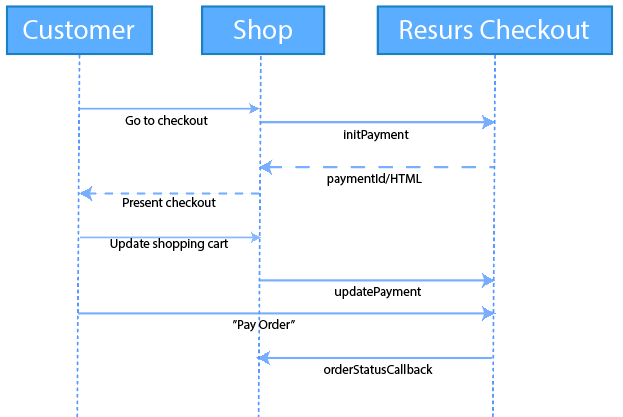 Customer
Shop
Resurs Checkout
Go to checkout
initPayment
paymentId/HTML
Present checkout
Update shopping cart
updatePayment
”Pay Order”
orderStatusCallback